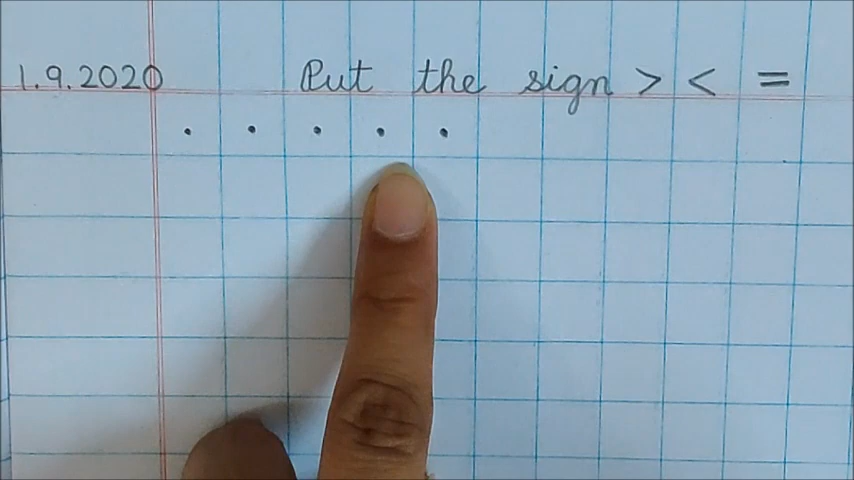 1.9.2020 Put the sign > < =
. . . . .